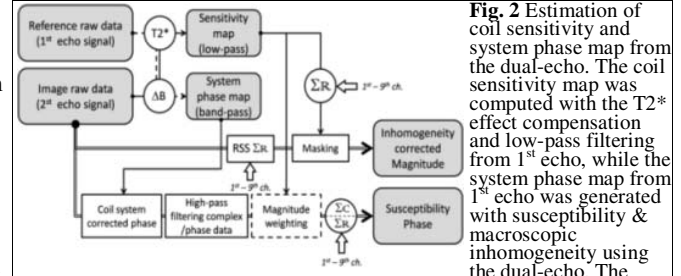 Reference raw data
(1st echo signal)
T2*
Sensitivity
map
(low-pass)
Image raw data
(2st echo signal)
ΔB
System
phase map
(band-pass)
ΣR
1st – 9th ch.
RSS ΣR
Masking
Inhomogeneity
corrected
Magnitude
1st – 9th ch.
Coil system
corrected phase
High-pass
filtering complex
/phase data
Magnitude
weighting
ΣC
ΣR
Susceptibility
Phase
1st – 9th ch.
Fig. 2 Estimation of
coil sensitivity and
system phase map from
the dual-echo. The coil
sensitivity map was
computed with the T2*
effect compensation
and low-pass filtering
from 1st echo, while the
system phase map from
1st echo was generated
with susceptibility &
macroscopic
inhomogeneity using
the dual-echo. The